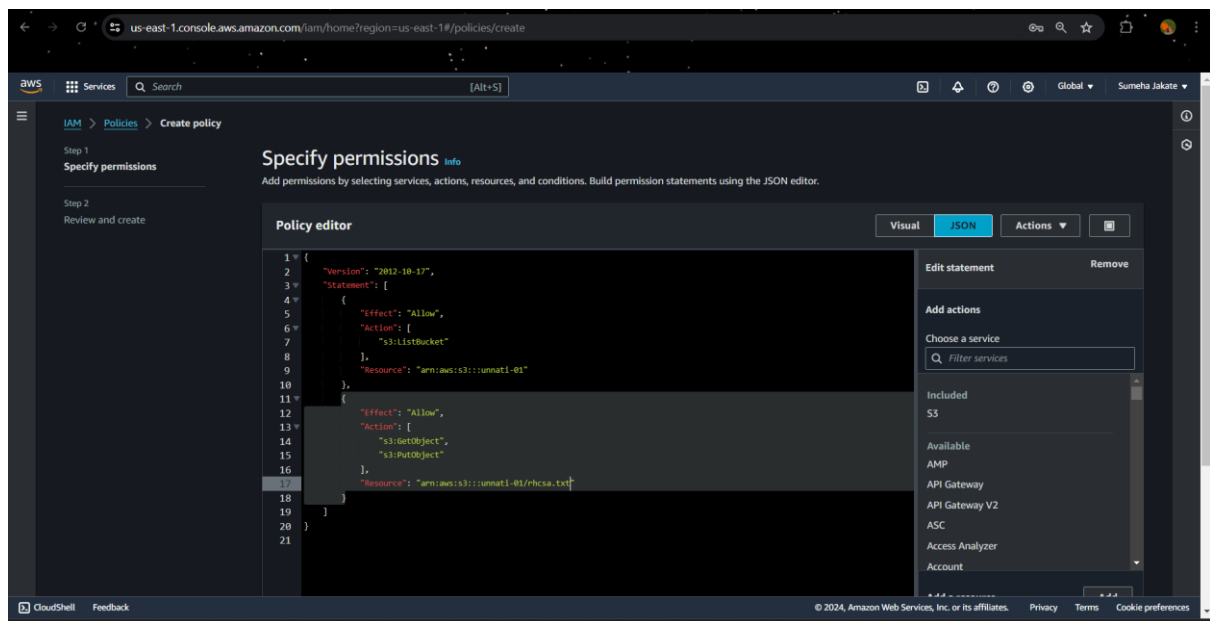 us-east-1.console.aws.amazon.com/iam/home?region=us-east-1#/policies/create
aws Services Search [Alt+S] Global Sumeha Jakate
IAM > Policies > Create policy
Step 1
Specify permissions
Step 2
Review and create
Specify permissions Info
Add permissions by selecting services, actions, resources, and conditions. Build permission statements using the JSON editor.
Policy editor Visual JSON Actions
1 {
2 "Version": "2012-10-17",
3 "Statement": [
4 {
5 "Effect": "Allow",
6 "Action": [
7 "s3:ListBucket"
8 ],
9 "Resource": "arn:aws:s3:::unnati-01"
10 },
11 {
12 "Effect": "Allow",
13 "Action": [
14 "s3:GetObject",
15 "s3:PutObject"
16 ],
17 "Resource": "arn:aws:s3:::unnati-01/rhcsa.txt"
18 }
19 ]
20 }
21
Edit statement Remove
Add actions
Choose a service
Filter services
Included
S3
Available
AMP
API Gateway
API Gateway V2
ASC
Access Analyzer
Account
CloudShell Feedback © 2024, Amazon Web Services, Inc. or its affiliates. Privacy Terms Cookie preferences